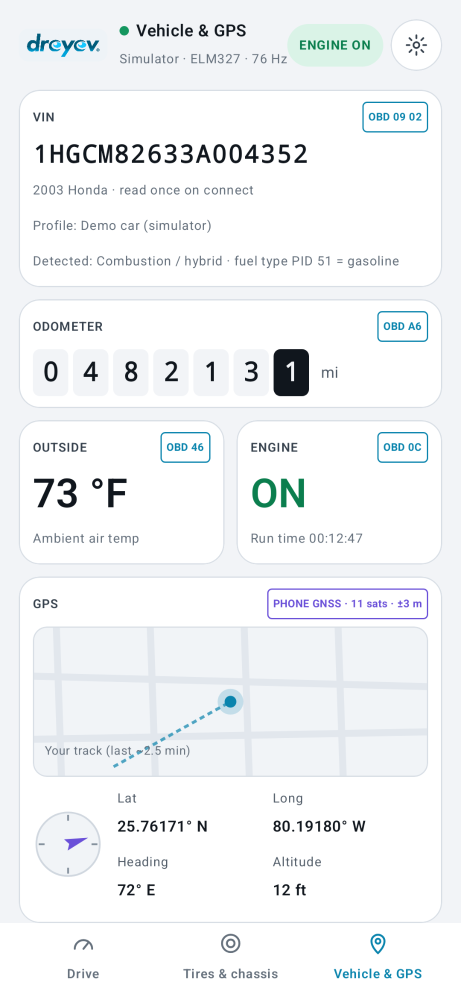 dreyev.
Vehicle & GPS
Simulator · ELM327 · 76 Hz
ENGINE ON
VIN
OBD 09 02
1HGCM82633A004352
2003 Honda · read once on connect
Profile: Demo car (simulator)
Detected: Combustion / hybrid · fuel type PID 51 = gasoline
ODOMETER
OBD A6
0 4 8 2 1 3 1 mi
OUTSIDE
OBD 46
73 °F
Ambient air temp
ENGINE
OBD 0C
ON
Run time 00:12:47
GPS
PHONE GNSS · 11 sats · ±3 m
Your track (last ~2.5 min)
Lat
Long
25.76171° N
80.19180° W
Heading
Altitude
72° E
12 ft
Drive
Tires & chassis
Vehicle & GPS